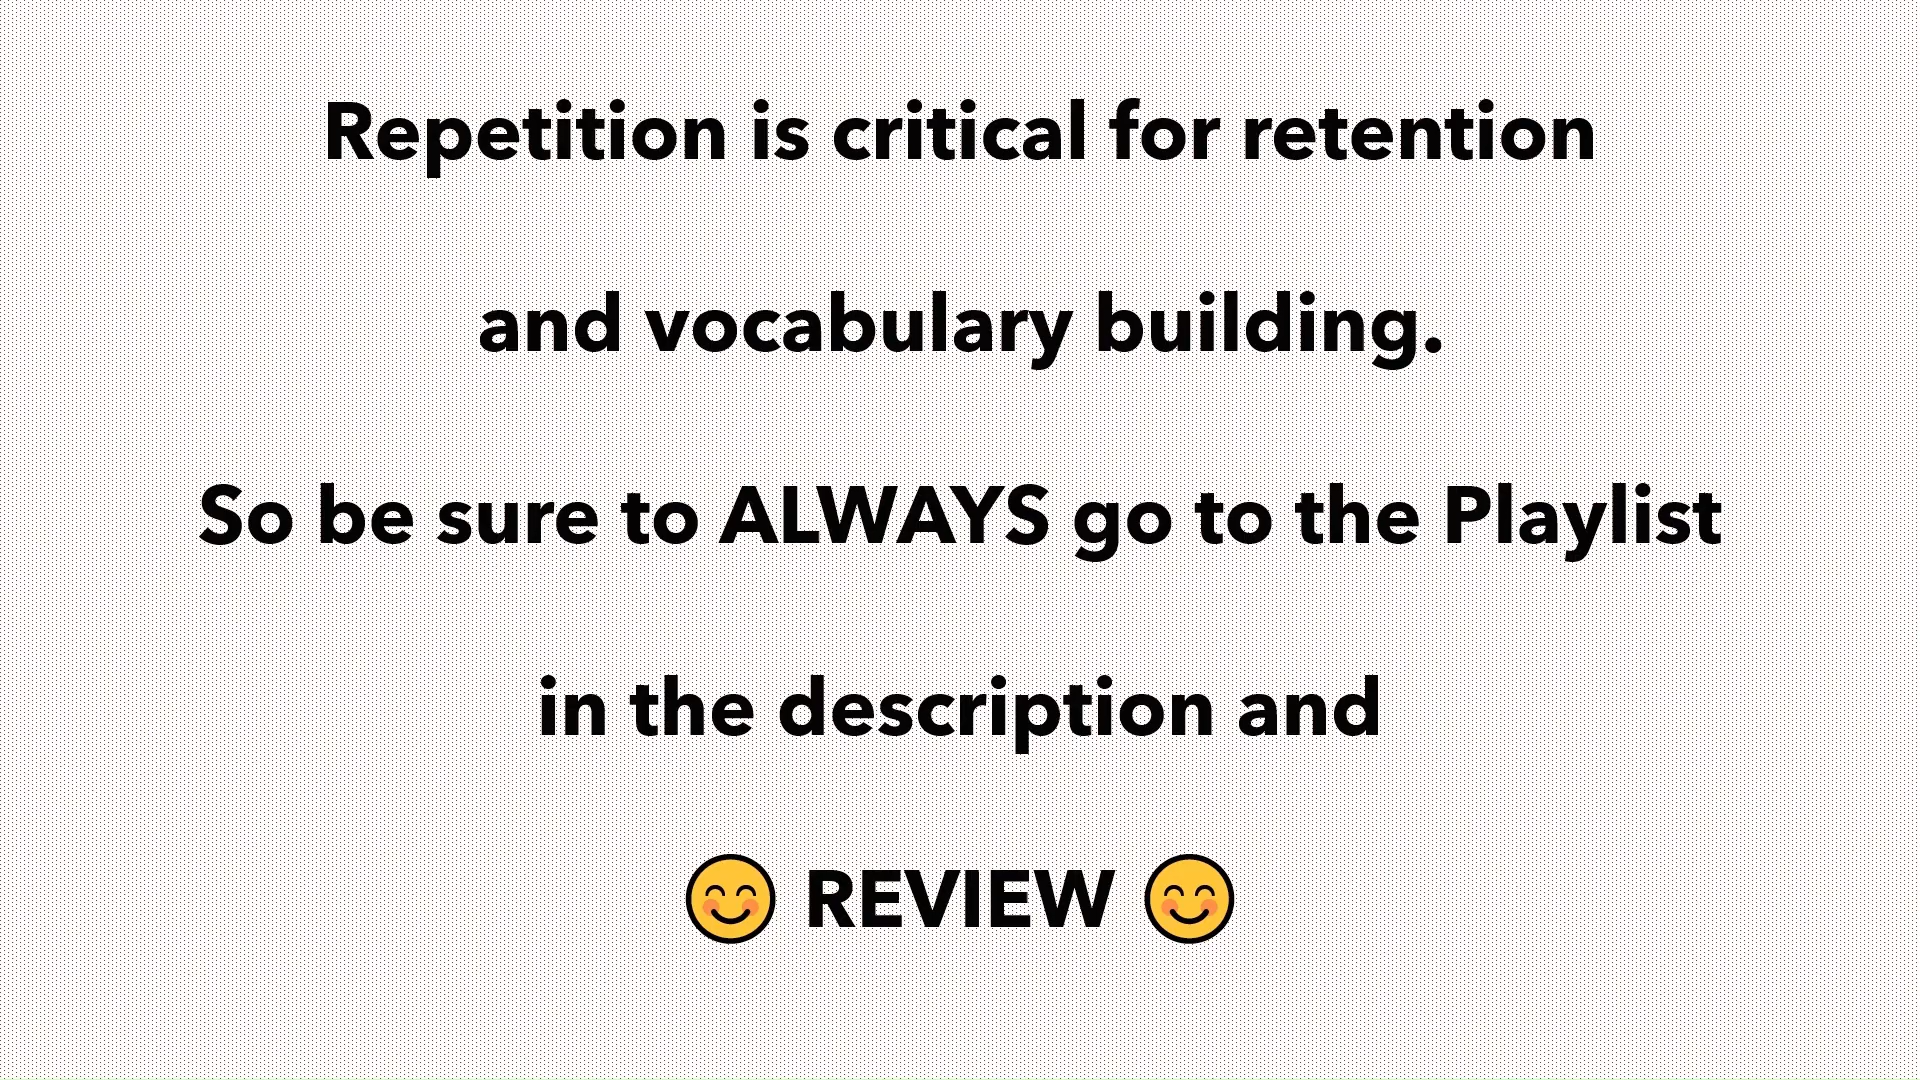 Repetition is critical for retention
and vocabulary building.
So be sure to ALWAYS go to the Playlist
in the description and
😊 REVIEW 😊